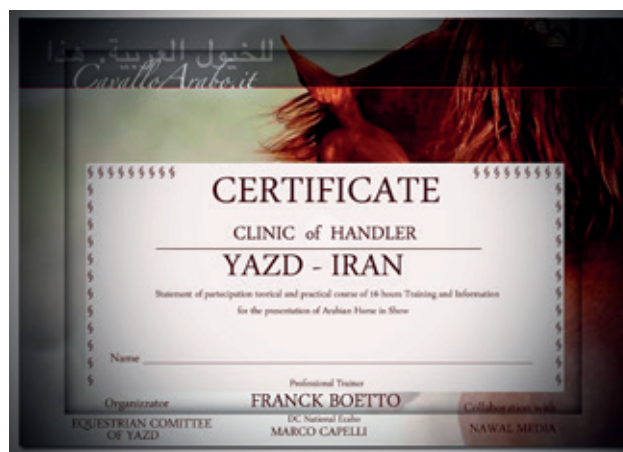 للخيول العربية. هذا
CavalloArabo.it
§§§§§§§§§
§§§§§§§§§
CERTIFICATE
CLINIC of HANDLER
YAZD - IRAN
Statement of partecipation teorical and practical course of 16 hours Training and Information
for the presentation of Arabian Horse in Show
Name
Professional Trainer
Organizzator
FRANCK BOETTO
Collaboration with
EQUESTRIAN COMITTEE
OF YAZD
DC National Ecaho
MARCO CAPELLI
NAWAL MEDIA